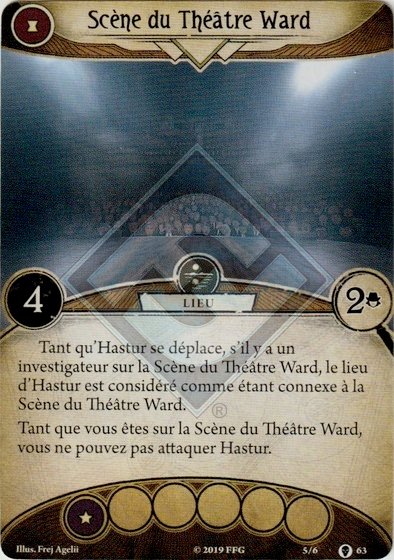 Scène du Théâtre Ward
4
LIEU
2
Tant qu'Hastur se déplace, s'il y a un
investigateur sur la Scène du Théâtre Ward, le lieu
d'Hastur est considéré comme étant connexe à la
Scène du Théâtre Ward.
Tant que vous êtes sur la Scène du Théâtre Ward,
vous ne pouvez pas attaquer Hastur.
®
Illus. Frej Agelii
© 2019 FFG
5/6
63